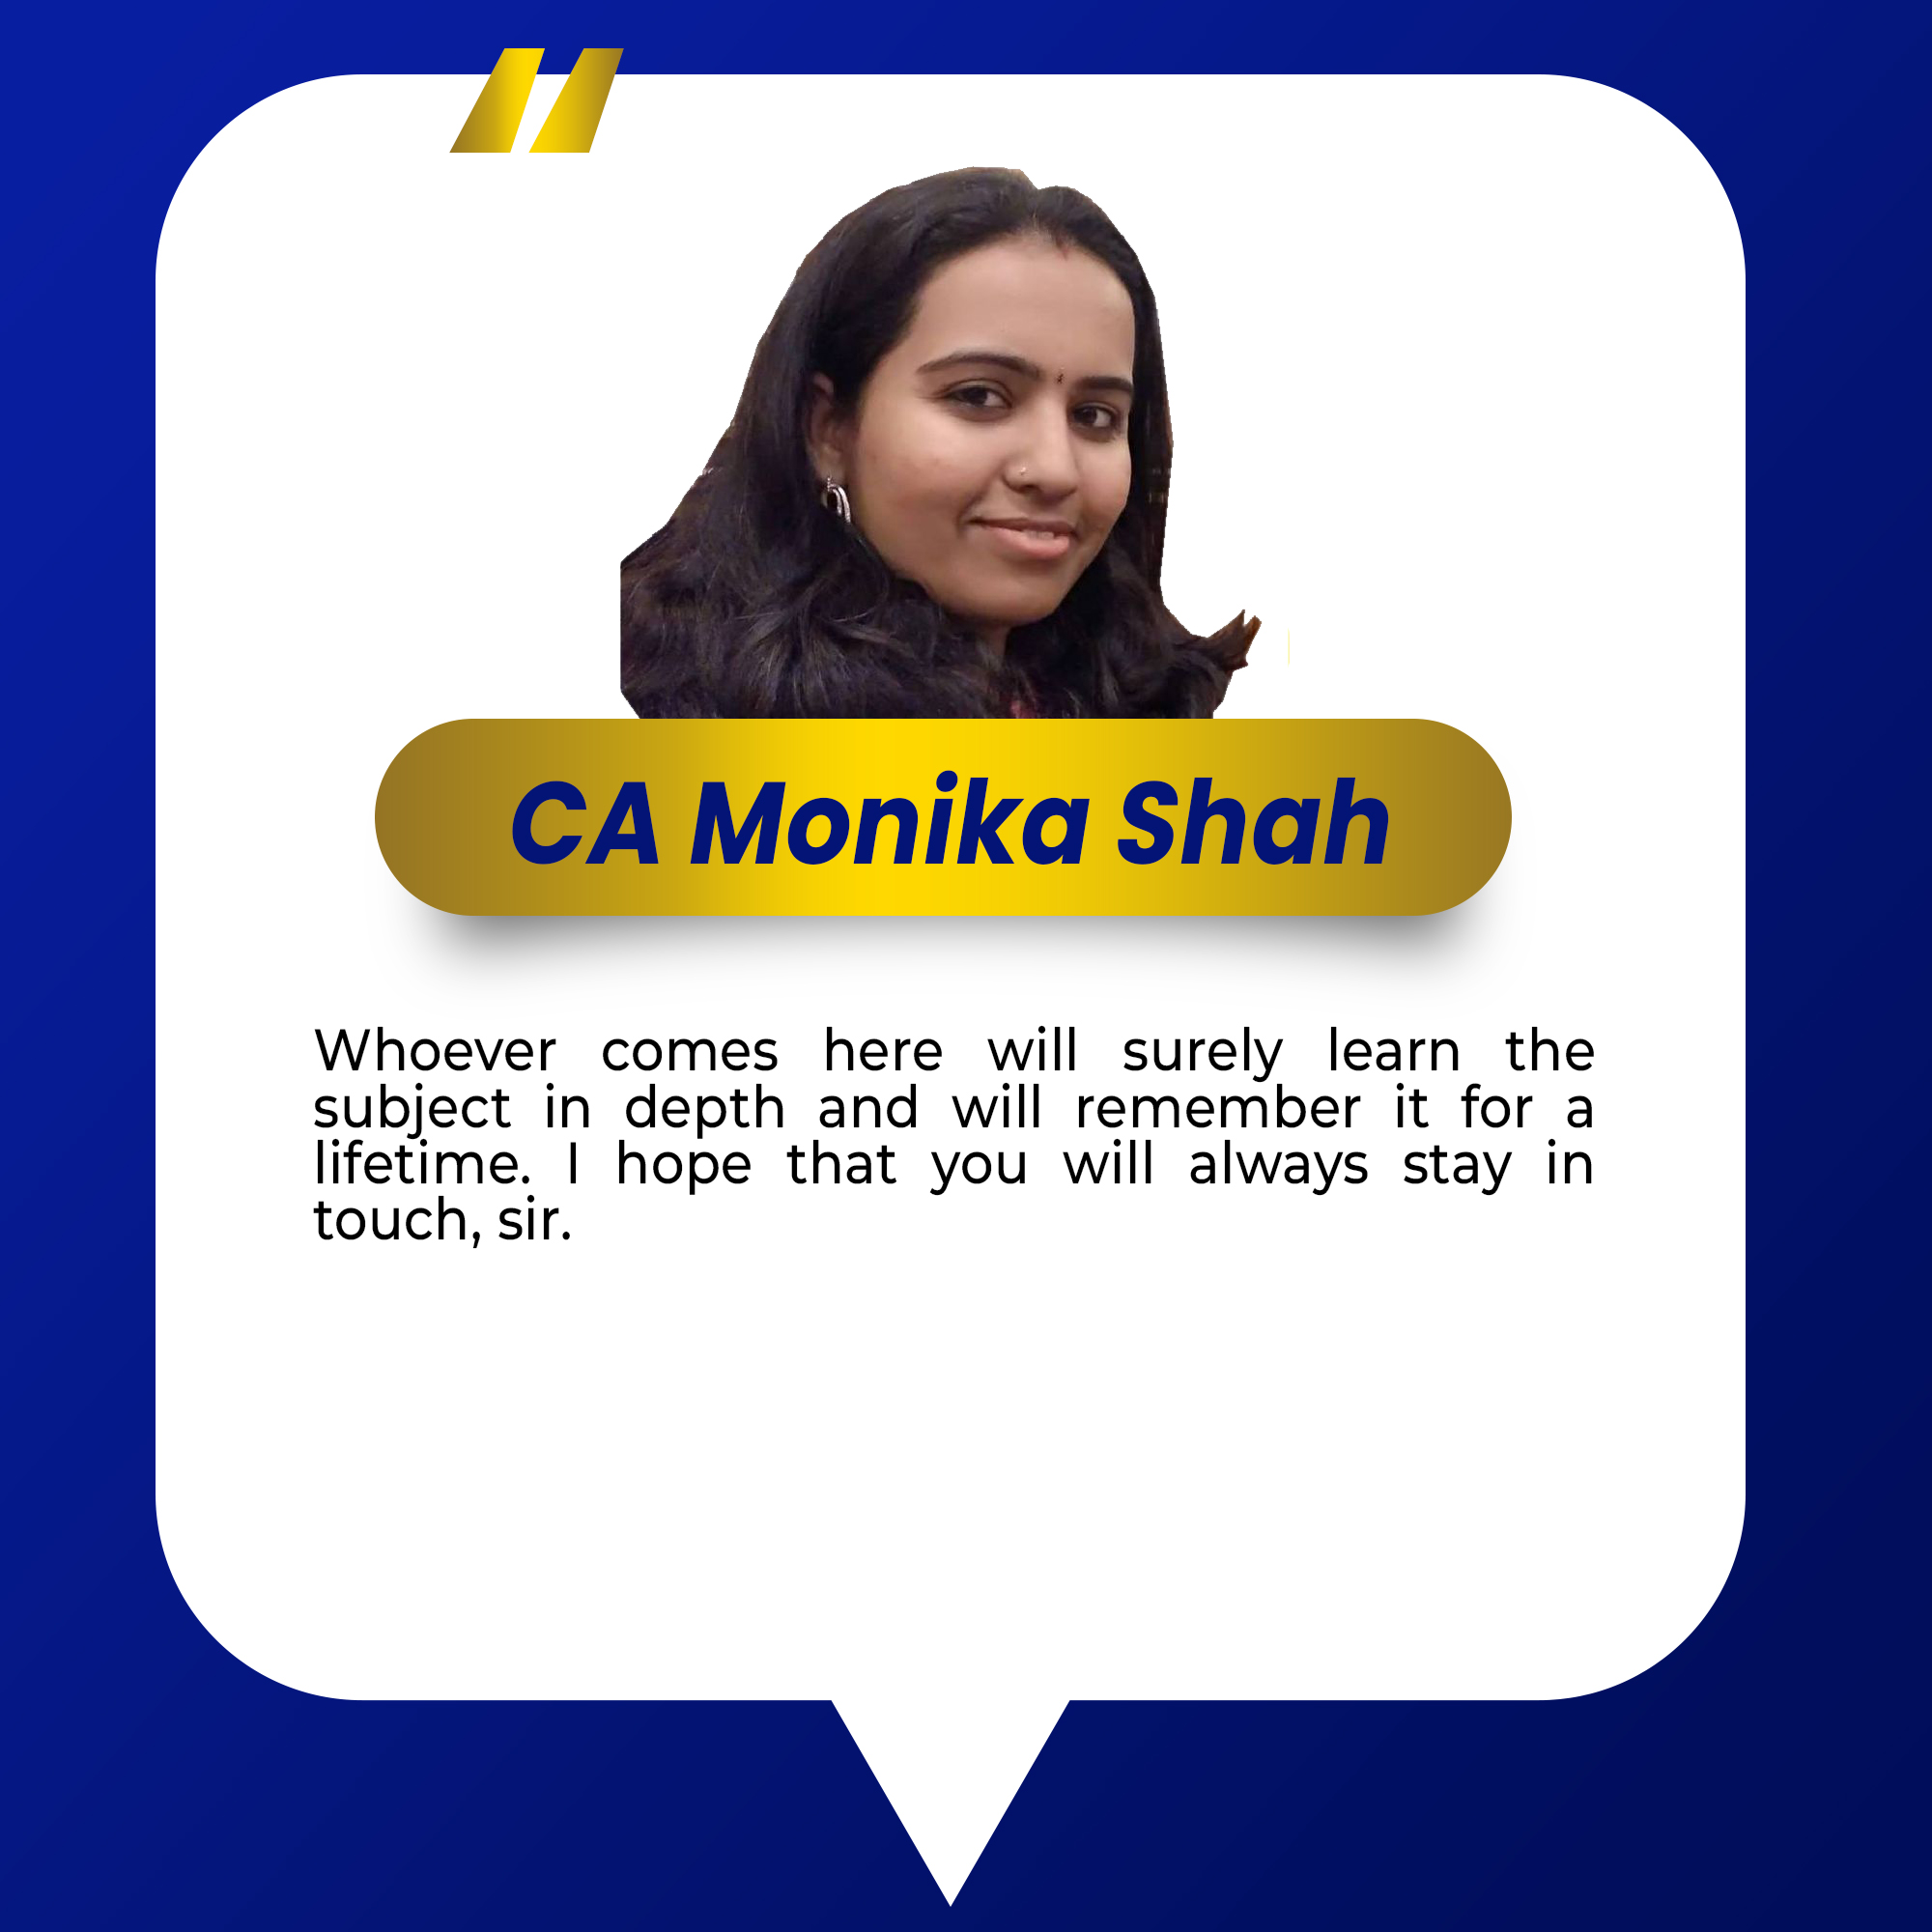 CA Monika Shah
Whoever comes here will surely learn the
subject in depth and will remember it for a
lifetime. I hope that you will always stay in
touch, sir.